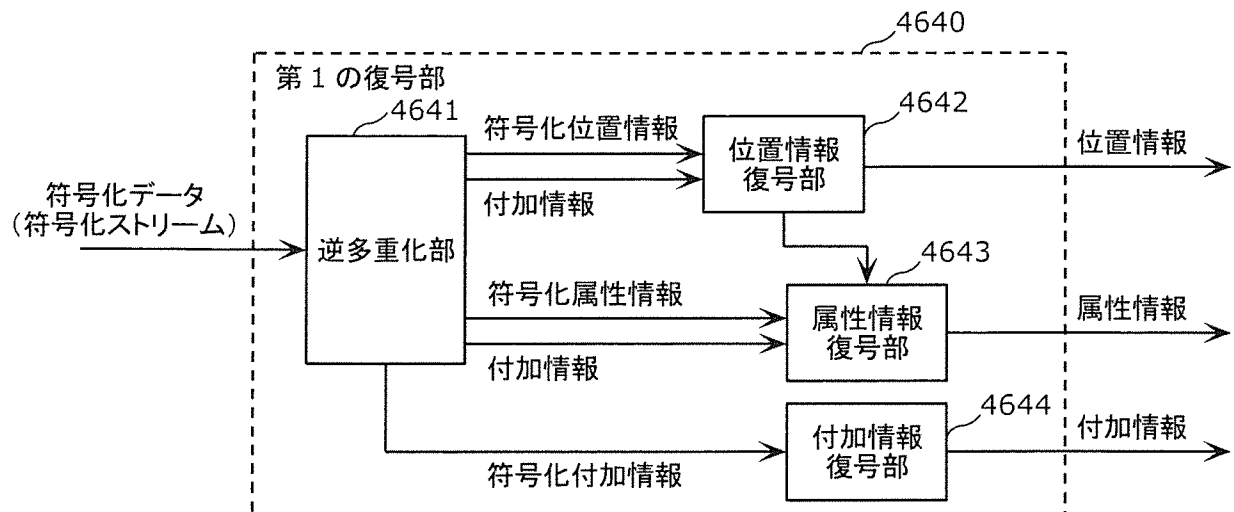 4640
第1の復号部
4641
4642
符号化位置情報
位置情報
復号部
位置情報
符号化データ
(符号化ストリーム)
付加情報
逆多重化部
4643
符号化属性情報
属性情報
復号部
属性情報
付加情報
4644
付加情報
復号部
付加情報
符号化付加情報